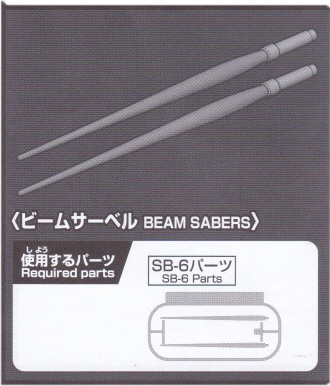 〈ビームサーベル BEAM SABERS〉
しよう
使用するパーツ
Required parts
SB-6パーツ
SB-6 Parts